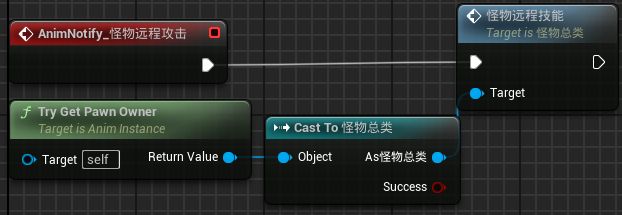 AnimNotify_怪物远程攻击
怪物远程技能
Target is 怪物总类
Target
Try Get Pawn Owner
Target is Anim Instance
Target self
Return Value
Cast To 怪物总类
Object
As怪物总类
Success